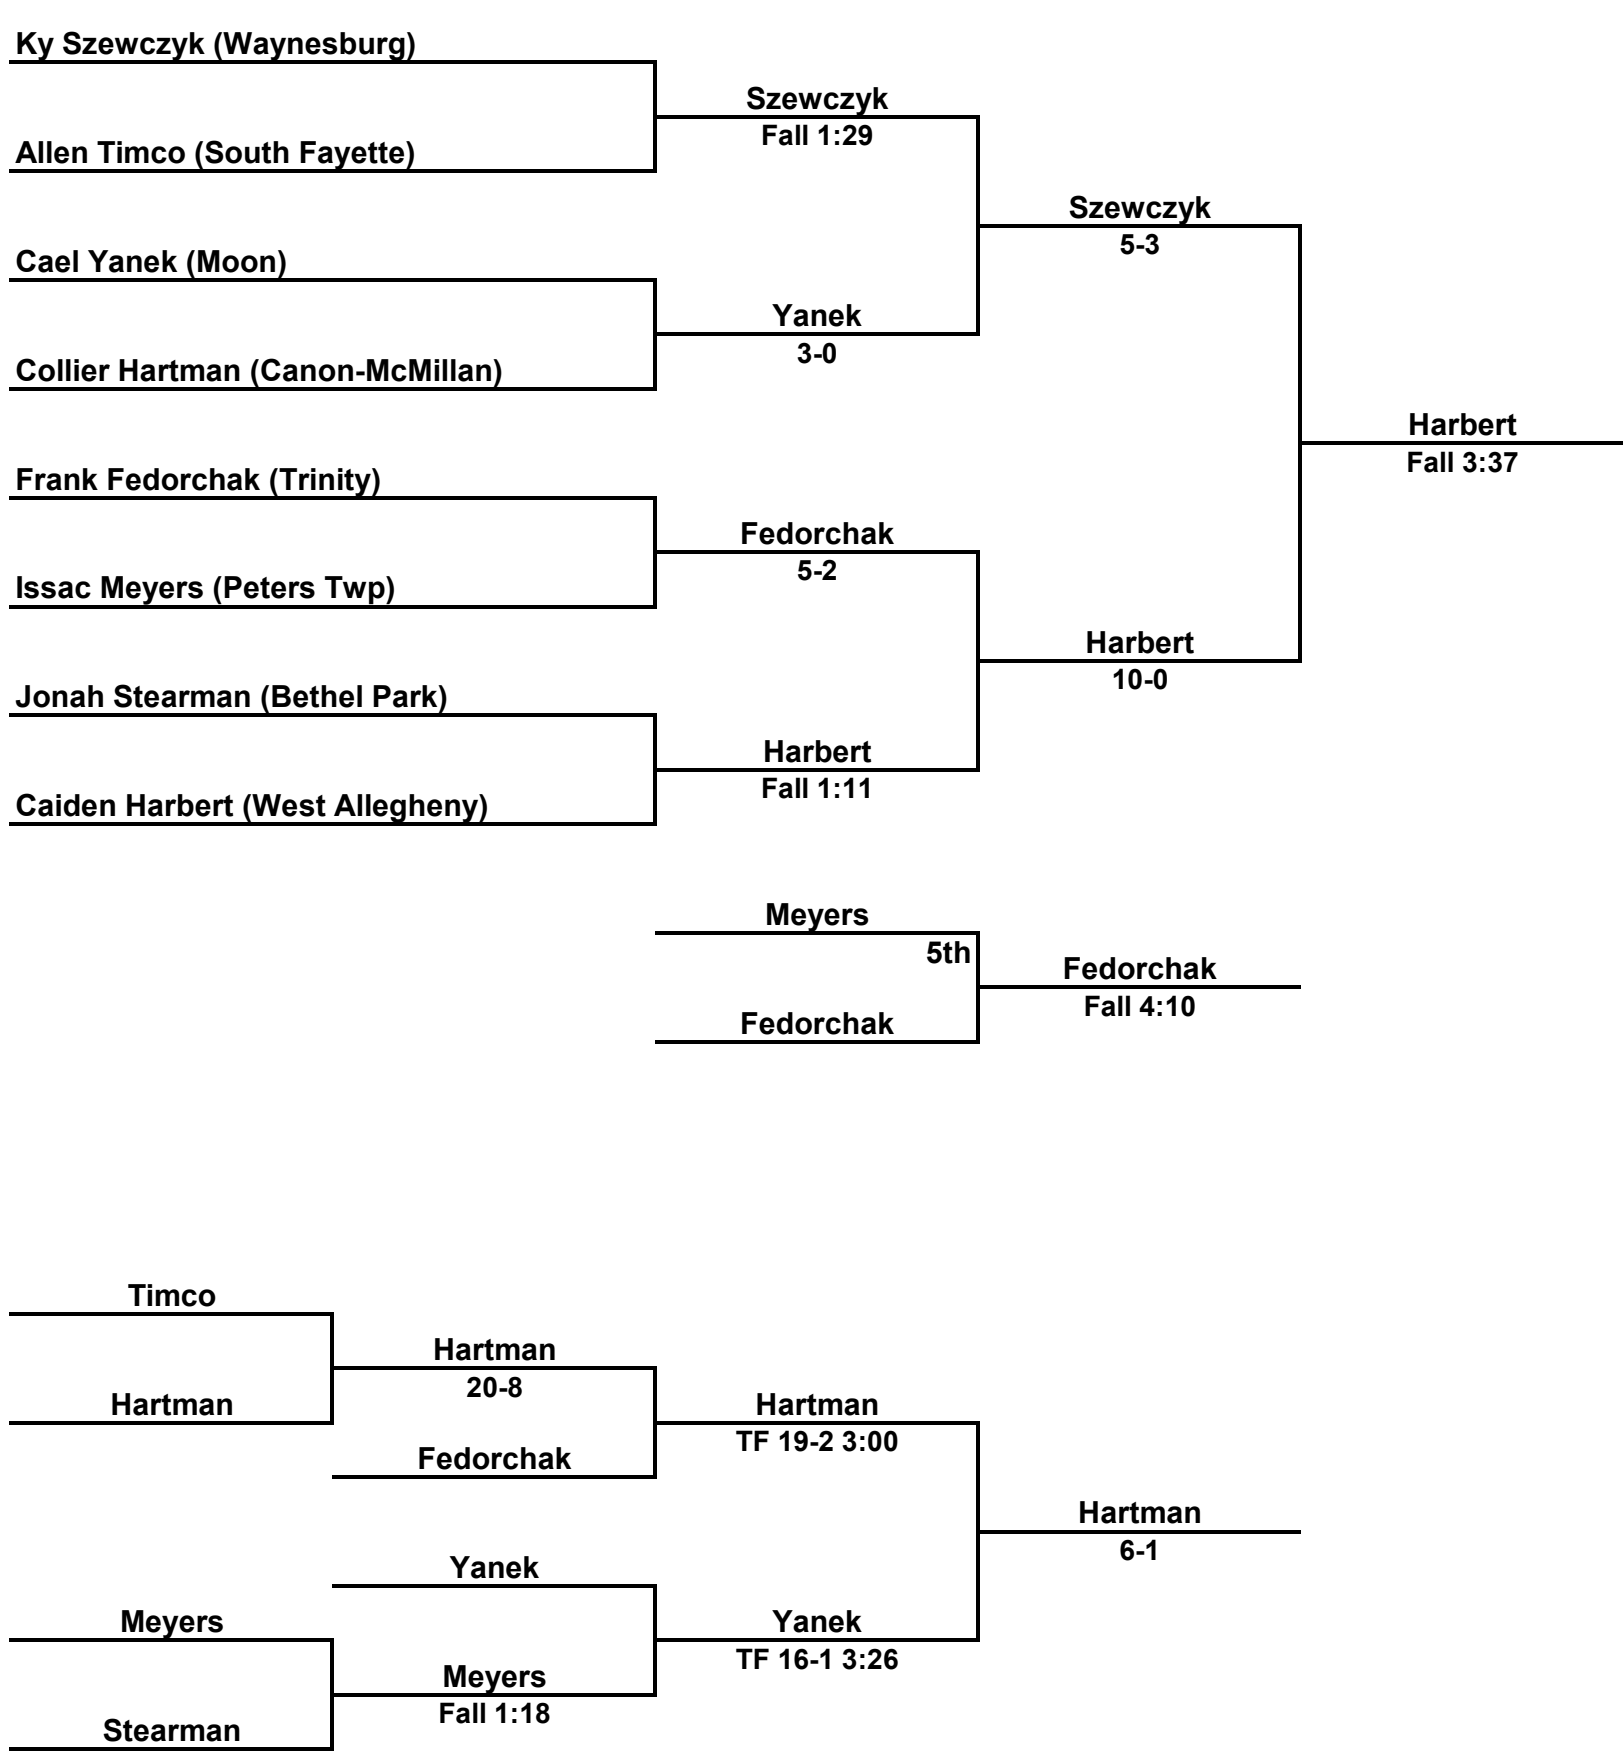 Ky Szewczyk (Waynesburg)
Szewczyk
Fall 1:29
Allen Timco (South Fayette)
Szewczyk
5-3
Cael Yanek (Moon)
Yanek
3-0
Collier Hartman (Canon-McMillan)
Harbert
Fall 3:37
Frank Fedorchak (Trinity)
Fedorchak
5-2
Issac Meyers (Peters Twp)
Harbert
10-0
Jonah Stearman (Bethel Park)
Harbert
Fall 1:11
Caiden Harbert (West Allegheny)
Meyers
5th
Fedorchak
Fall 4:10
Fedorchak
Timco
Hartman
20-8
Hartman
Hartman
TF 19-2 3:00
Fedorchak
Hartman
6-1
Yanek
Meyers
Yanek
TF 16-1 3:26
Meyers
Fall 1:18
Stearman